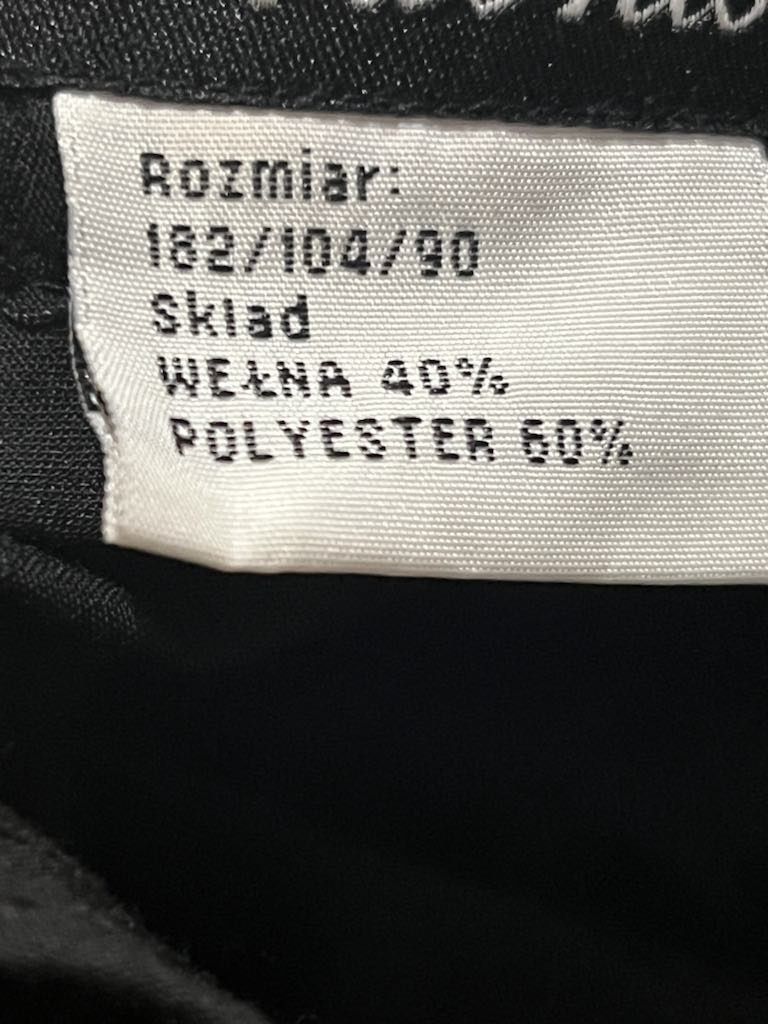 Rozmiar:
182/104/90
Skład
WEŁNA 40%
POLYESTER 60%